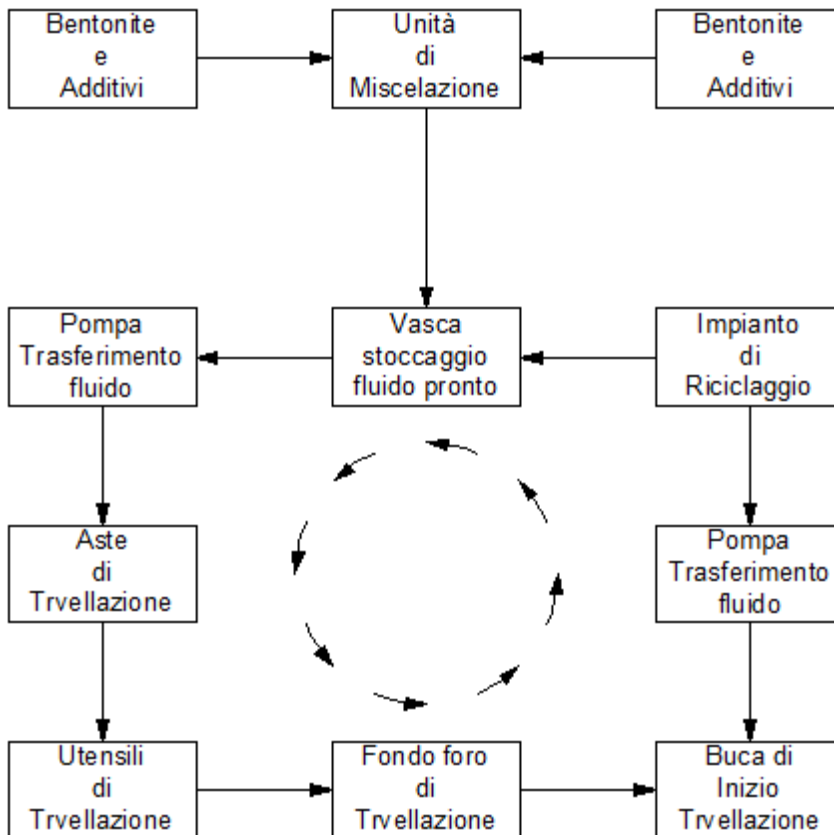 Bentonite
e
Additivi
Unità
di
Miscelazione
Bentonite
e
Additivi
Pompa
Trasferimento
fluido
Vasca
stoccaggio
fluido pronto
Impianto
di
Riciclaggio
Aste
di
Trvellazione
Pompa
Trasferimento
fluido
Utensili
di
Trvellazione
Fondo foro
di
Trvellazione
Buca di
Inizio
Trvellazione